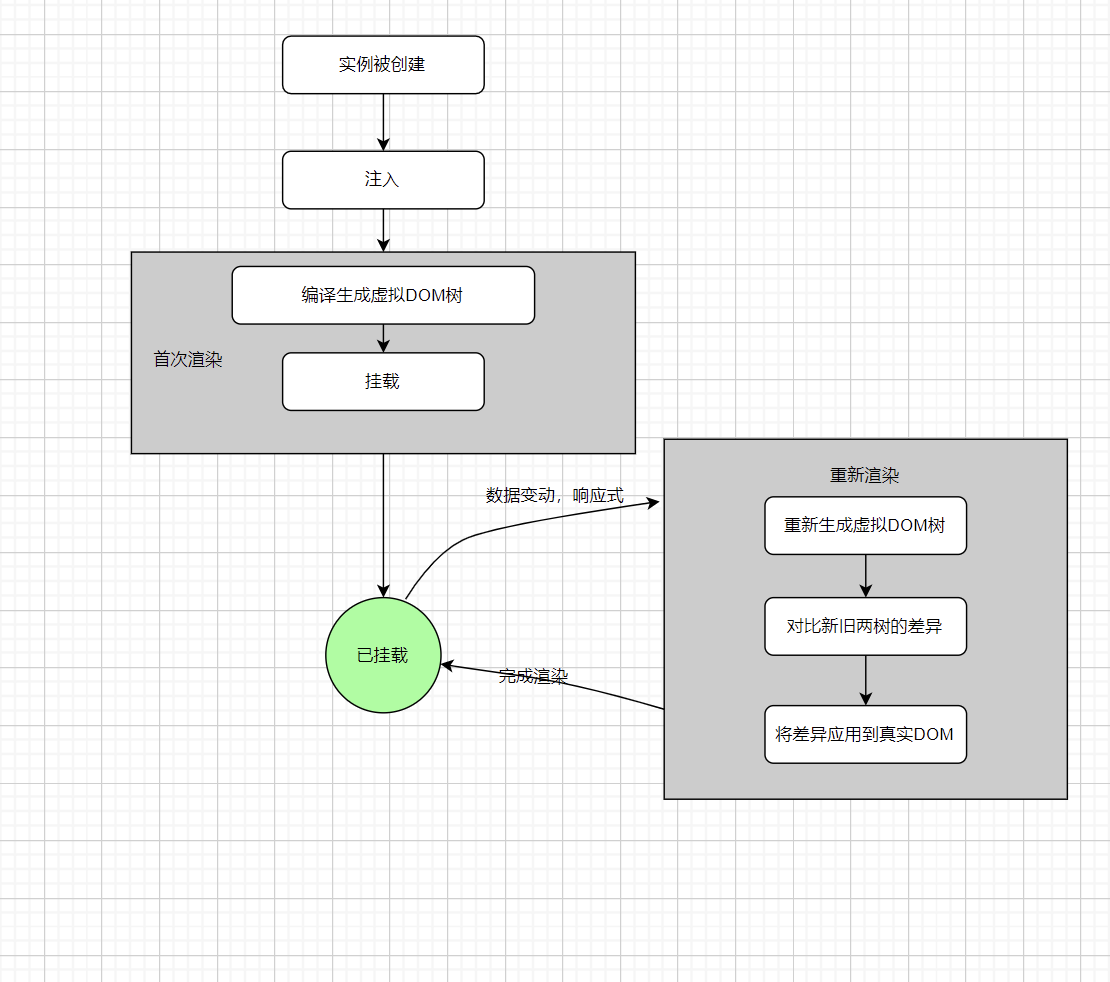 实例被创建
注入
编译生成虚拟DOM树
首次渲染
挂载
数据变动，响应式
已挂载
完成渲染
重新渲染
重新生成虚拟DOM树
对比新旧两树的差异
将差异应用到真实DOM